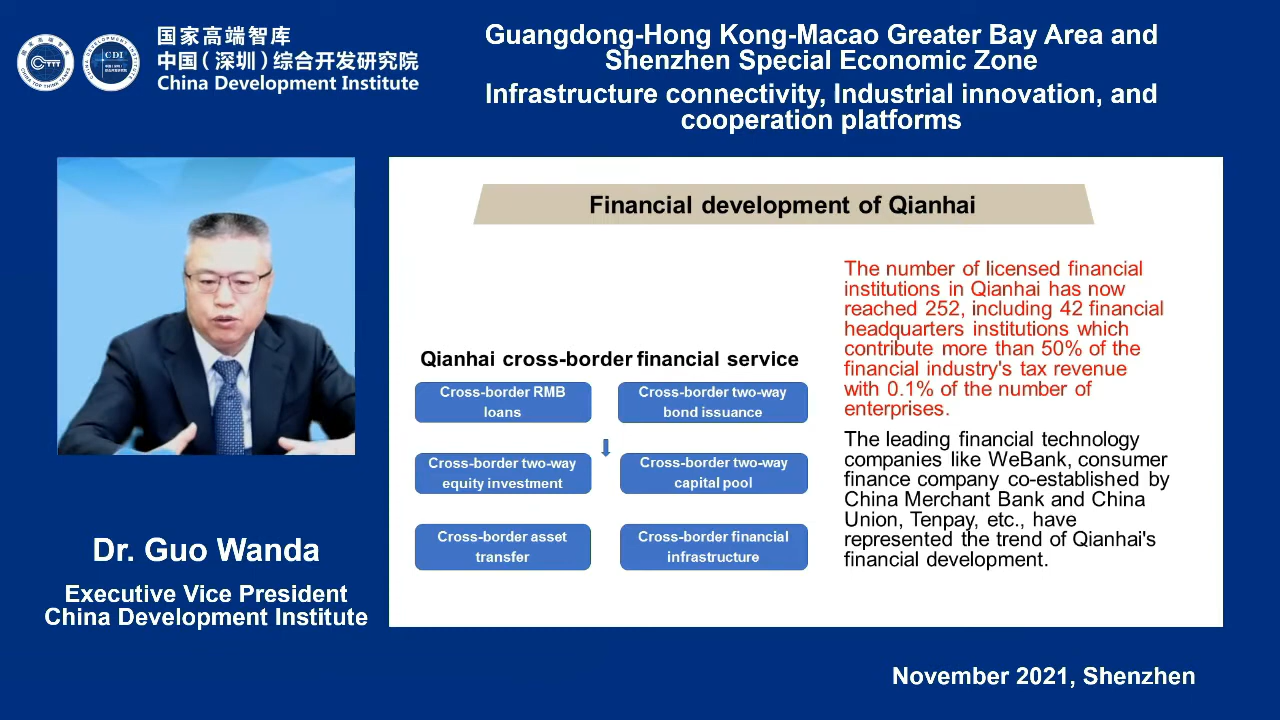 国家高端智库
中国（深圳）综合开发研究院
China Development Institute
CDI
Guangdong-Hong Kong-Macao Greater Bay Area and
Shenzhen Special Economic Zone
Infrastructure connectivity, Industrial innovation, and
cooperation platforms
Financial development of Qianhai
Qianhai cross-border financial service
Cross-border RMB
loans
Cross-border two-way
bond issuance
Cross-border two-way
equity investment
Cross-border two-way
capital pool
Cross-border asset
transfer
Cross-border financial
infrastructure
The number of licensed financial
institutions in Qianhai has now
reached 252, including 42 financial
headquarters institutions which
contribute more than 50% of the
financial industry's tax revenue
with 0.1% of the number of
enterprises.
The leading financial technology
companies like WeBank, consumer
finance company co-established by
China Merchant Bank and China
Union, Tenpay, etc., have
represented the trend of Qianhai's
financial development.
Dr. Guo Wanda
Executive Vice President
China Development Institute
November 2021, Shenzhen